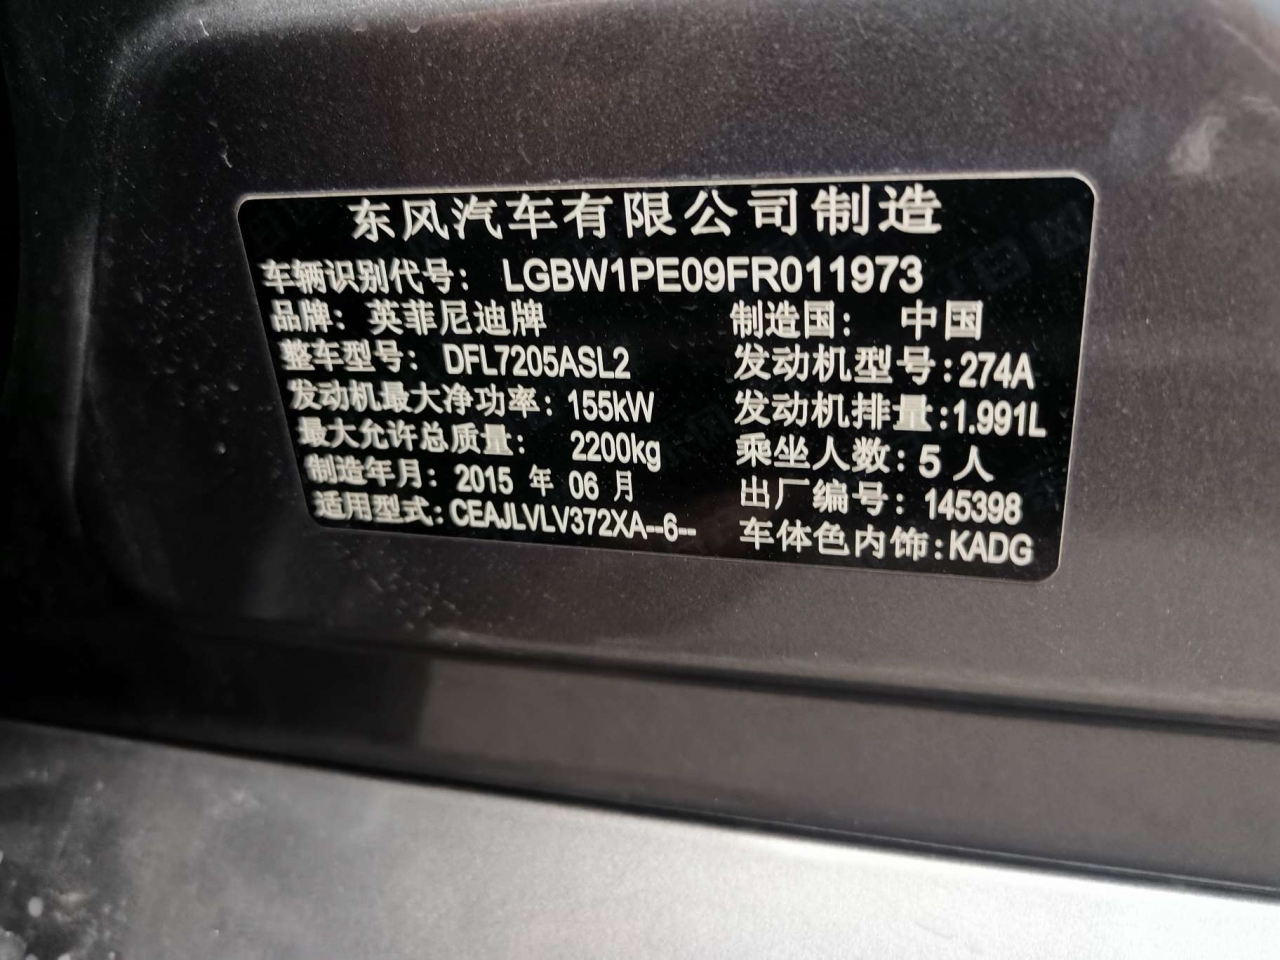 东风汽车有限公司制造
车辆识别代号: LGBW1PE09FR011973
品牌: 英菲尼迪牌 制造国: 中国
整车型号: DFL7205ASL2 发动机型号:274A
发动机最大净功率: 155kW 发动机排量:1.991L
最大允许总质量: 2200kg 乘坐人数: 5 人
制造年月: 2015 年 06 月 出厂编号: 145398
适用型式: CEAJLVLV372XA--6-- 车体色内饰:KADG